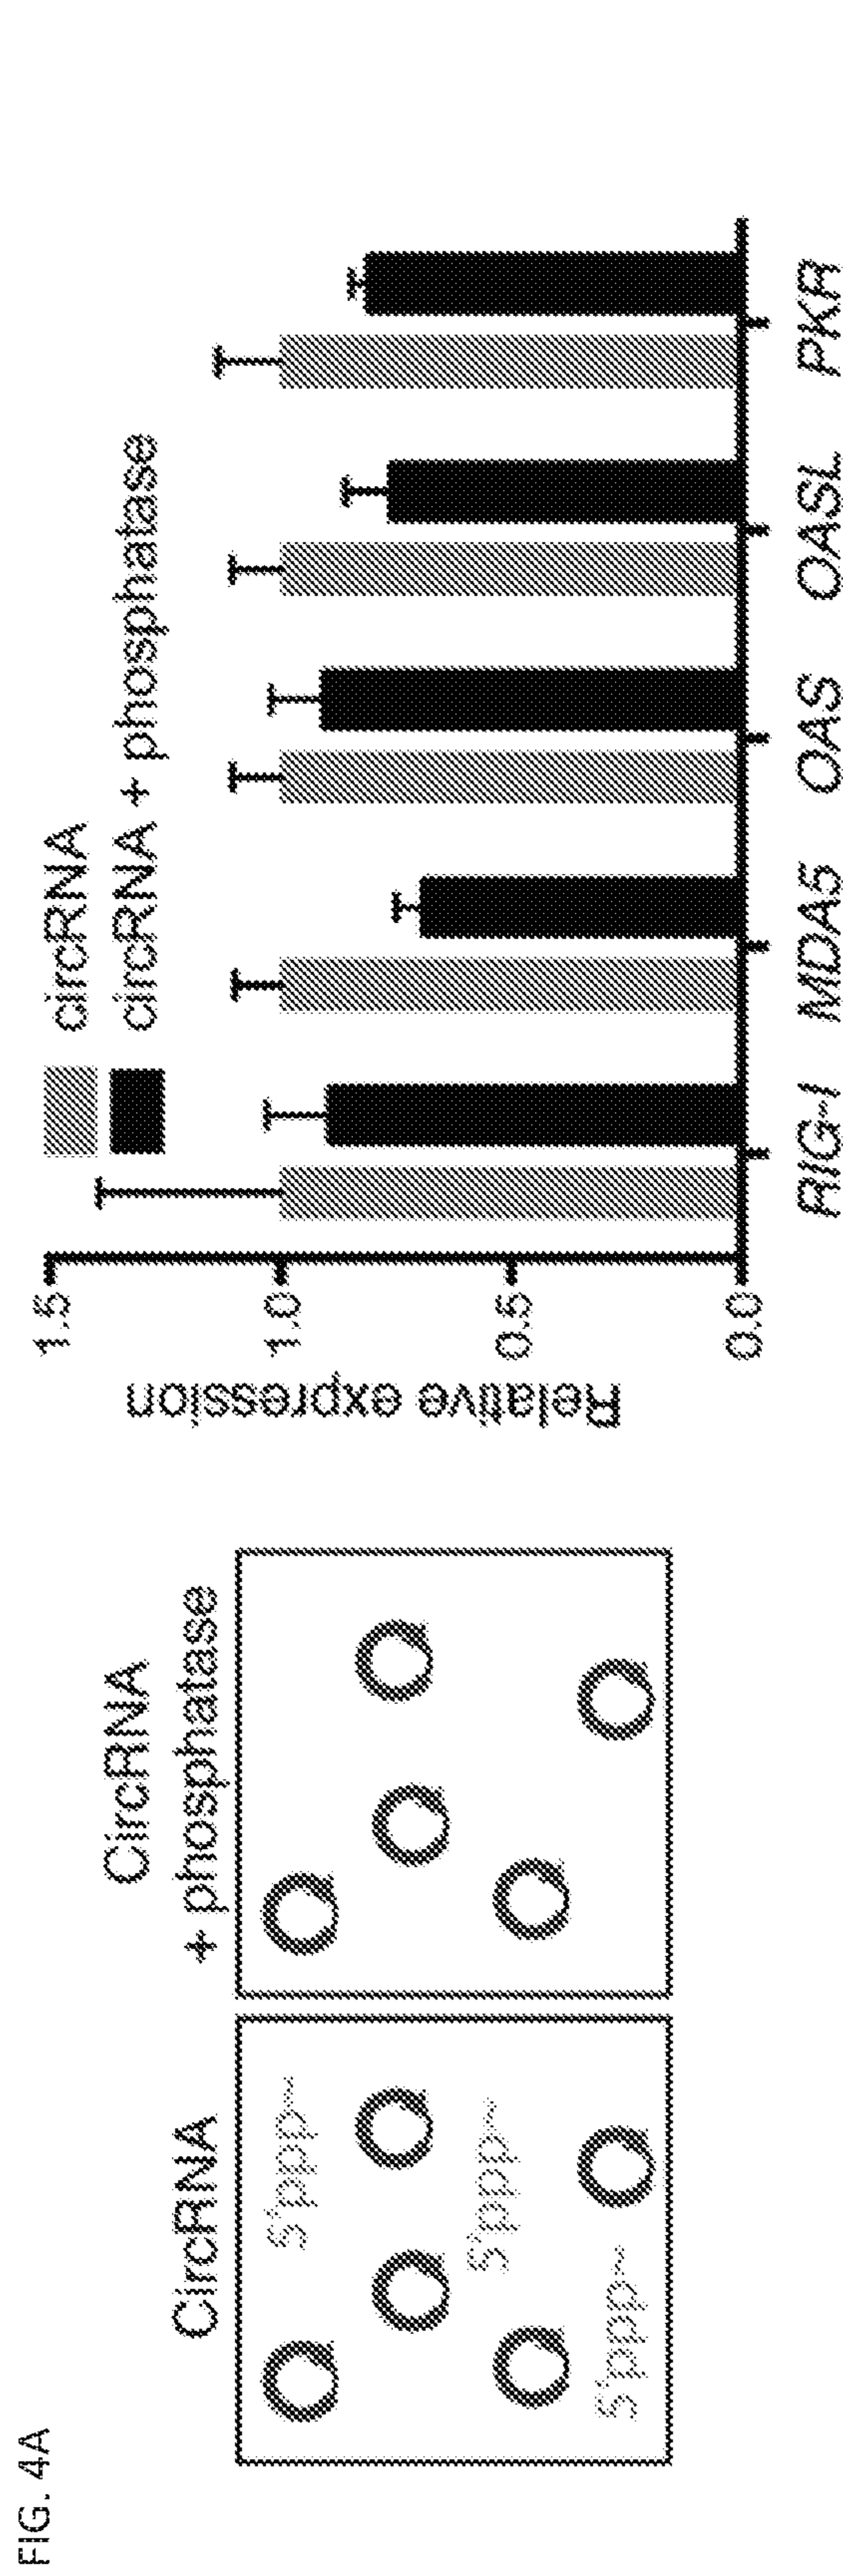 FIG. 4A
CircRNA
5'ppp~
5'ppp~
5'ppp~
CircRNA
+ phosphatase
Relative expression
1.5
1.0
0.5
0.0
circRNA
circRNA + phosphatase
RIG-I MDA5 OAS OASL PKR